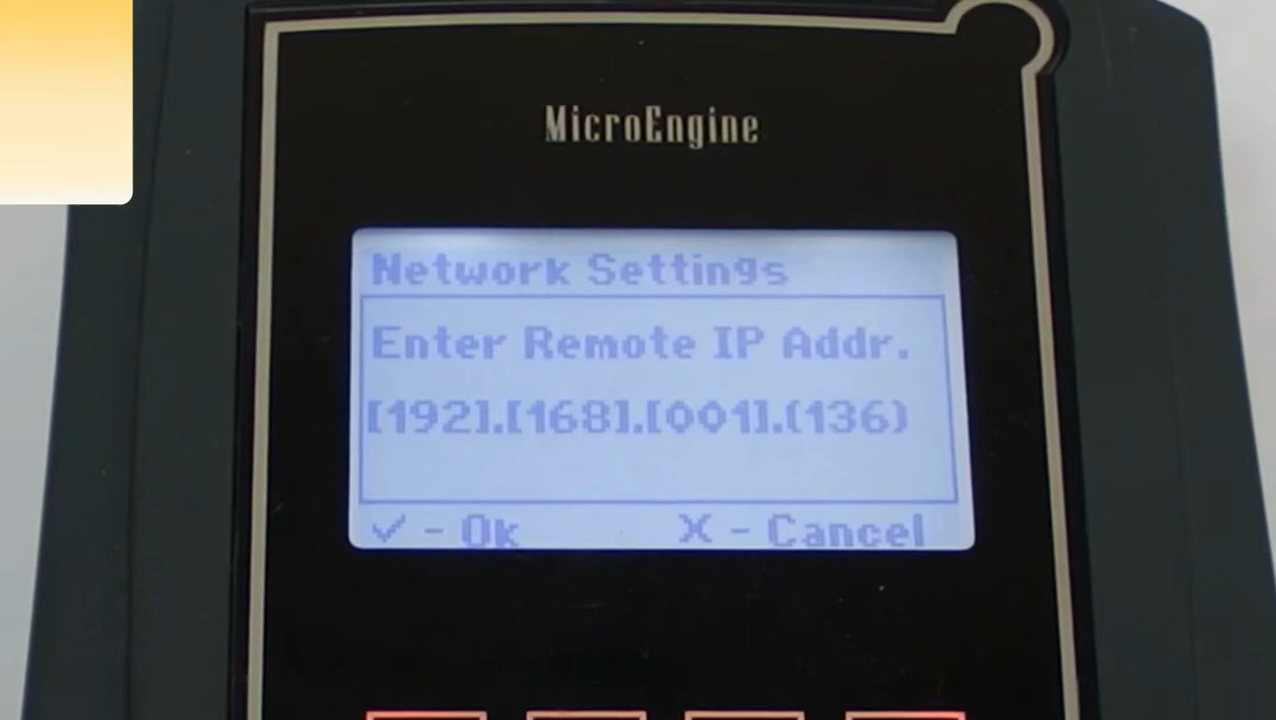 MicroEngine
Network Settings
Enter Remote IP Addr.
[192].[168].[001].(136)
✓ - Ok X - Cancel